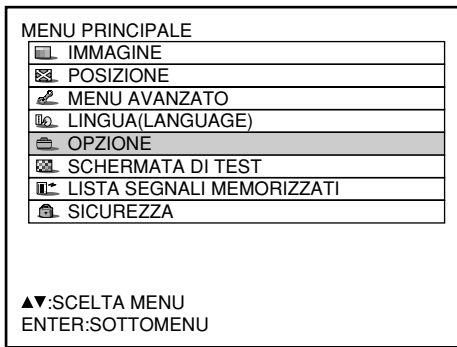 MENU PRINCIPALE
IMMAGINE
POSIZIONE
MENU AVANZATO
LINGUA(LANGUAGE)
OPZIONE
SCHERMATA DI TEST
LISTA SEGNALI MEMORIZZATI
SICUREZZA
▲▼:SCELTA MENU
ENTER:SOTTOMENU